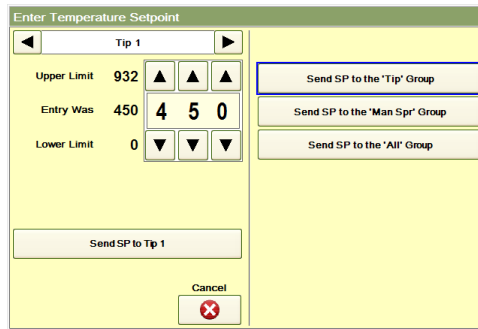 Enter Temperature Setpoint
Tip 1
Upper Limit 932
Entry Was 450 4 5 0
Lower Limit 0
Send SP to Tip 1
Cancel
Send SP to the 'Tip' Group
Send SP to the 'Man Spr' Group
Send SP to the 'All' Group